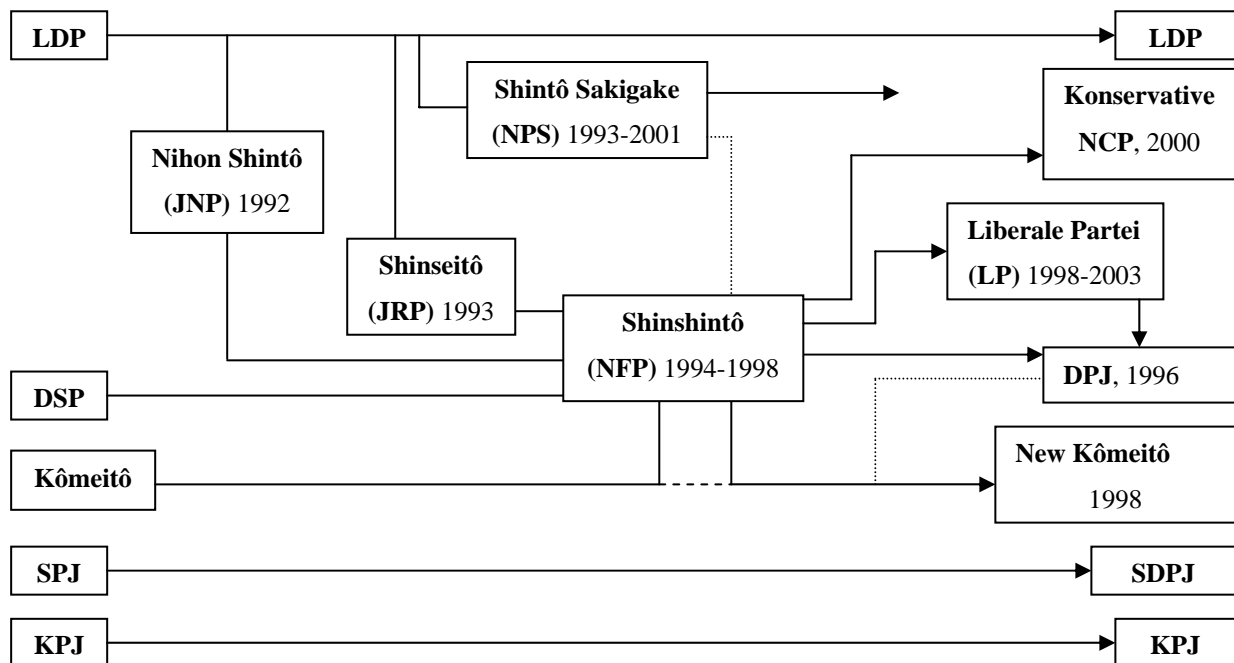 LDP
LDP
Shintô Sakigake
(NPS) 1993-2001
Konservative
NCP, 2000
Nihon Shintô
(JNP) 1992
Liberale Partei
(LP) 1998-2003
Shinseitô
(JRP) 1993
Shinshintô
(NFP) 1994-1998
DPJ, 1996
DSP
New Kômeitô
1998
Kômeitô
SPJ
SDPJ
KPJ
KPJ